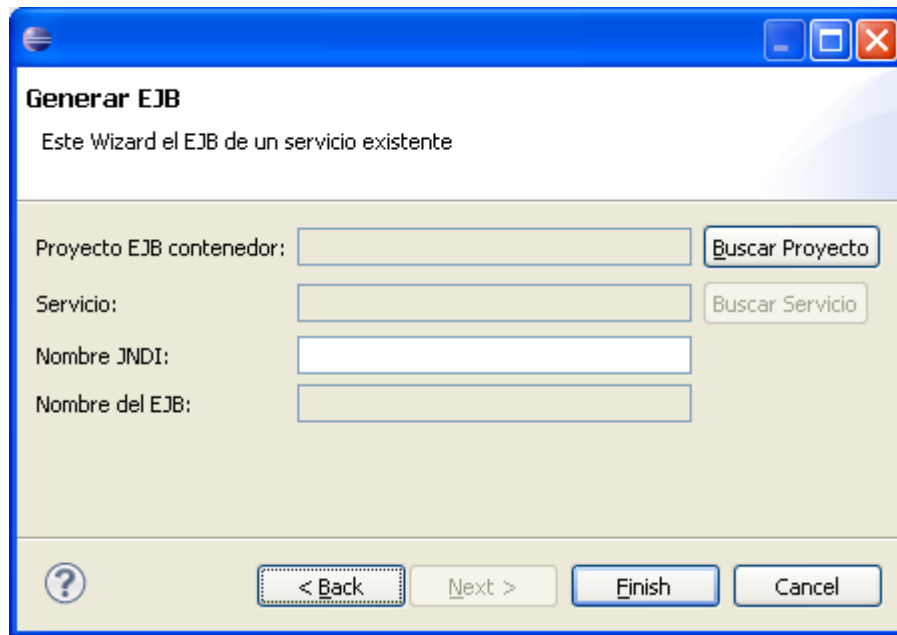 Generar EJB
Este Wizard el EJB de un servicio existente
Proyecto EJB contenedor: Buscar Proyecto
Servicio: Buscar Servicio
Nombre JNDI:
Nombre del EJB:
? < Back Next > Finish Cancel